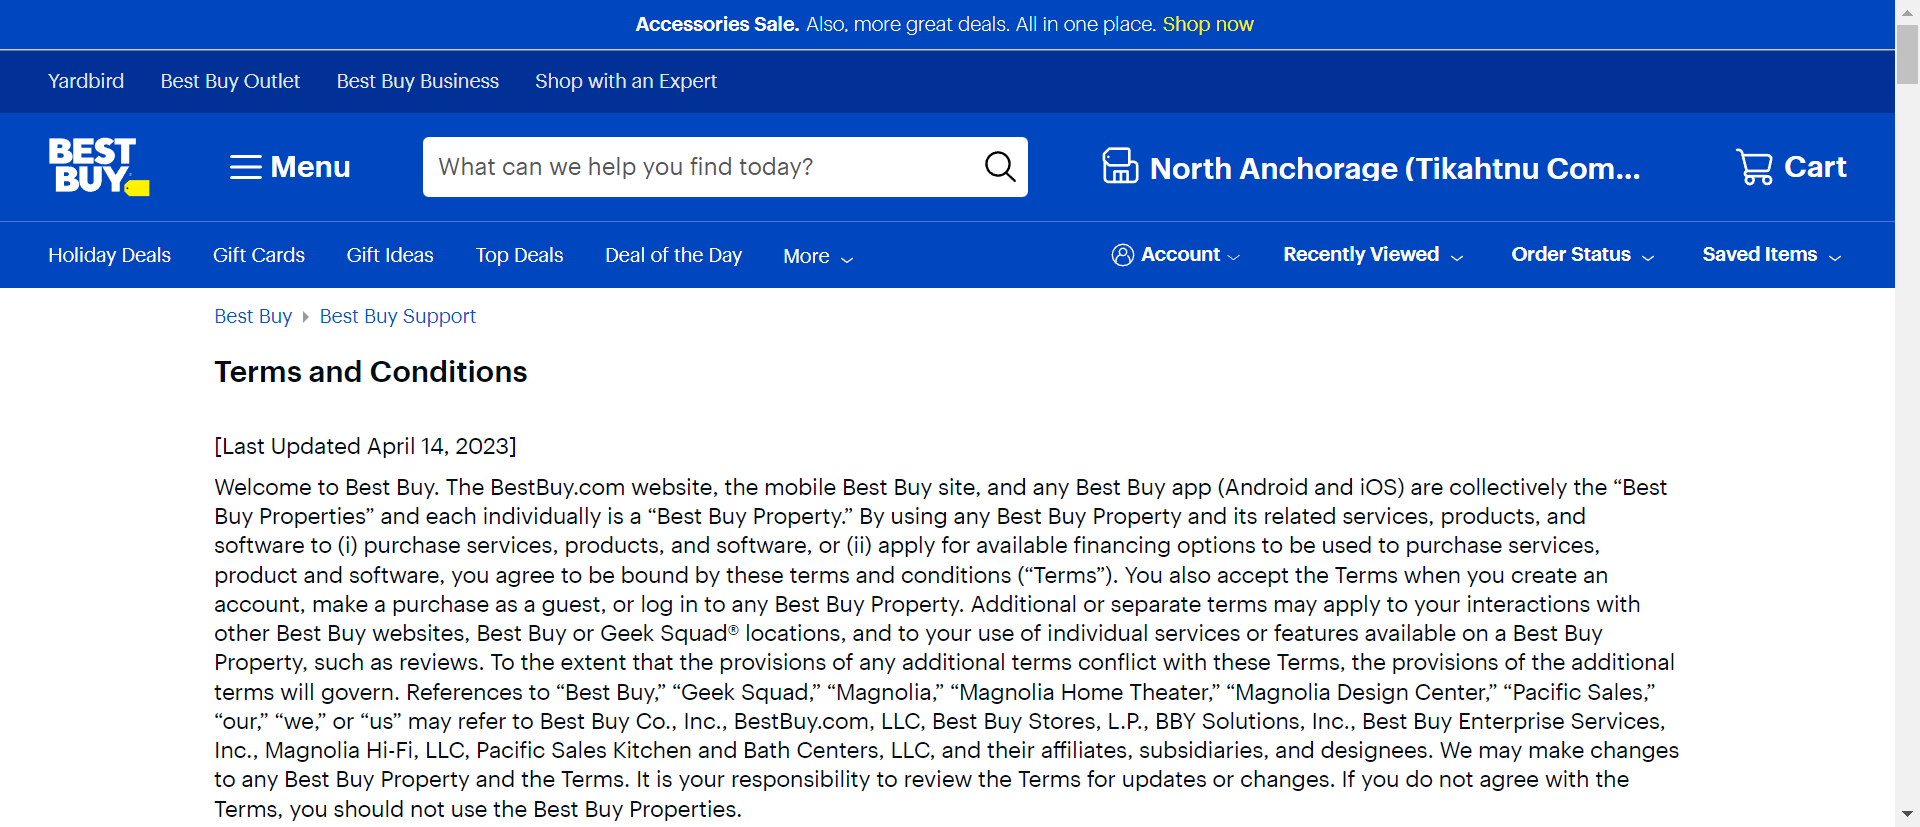 Accessories Sale. Also, more great deals. All in one place. Shop now
Yardbird Best Buy Outlet Best Buy Business Shop with an Expert
BEST BUY
Menu
What can we help you find today?
North Anchorage (Tikahtnu Com...
Cart
Holiday Deals Gift Cards Gift Ideas Top Deals Deal of the Day More Account Recently Viewed Order Status Saved Items
Best Buy Best Buy Support
Terms and Conditions
[Last Updated April 14, 2023]
Welcome to Best Buy. The BestBuy.com website, the mobile Best Buy site, and any Best Buy app (Android and iOS) are collectively the “Best
Buy Properties” and each individually is a “Best Buy Property.” By using any Best Buy Property and its related services, products, and
software to (i) purchase services, products, and software, or (ii) apply for available financing options to be used to purchase services,
product and software, you agree to be bound by these terms and conditions (“Terms”). You also accept the Terms when you create an
account, make a purchase as a guest, or log in to any Best Buy Property. Additional or separate terms may apply to your interactions with
other Best Buy websites, Best Buy or Geek Squad® locations, and to your use of individual services or features available on a Best Buy
Property, such as reviews. To the extent that the provisions of any additional terms conflict with these Terms, the provisions of the additional
terms will govern. References to “Best Buy,” “Geek Squad,” “Magnolia,” “Magnolia Home Theater,” “Magnolia Design Center,” “Pacific Sales,”
“our,” “we,” or “us” may refer to Best Buy Co., Inc., BestBuy.com, LLC, Best Buy Stores, L.P., BBY Solutions, Inc., Best Buy Enterprise Services,
Inc., Magnolia Hi-Fi, LLC, Pacific Sales Kitchen and Bath Centers, LLC, and their affiliates, subsidiaries, and designees. We may make changes
to any Best Buy Property and the Terms. It is your responsibility to review the Terms for updates or changes. If you do not agree with the
Terms, you should not use the Best Buy Properties.